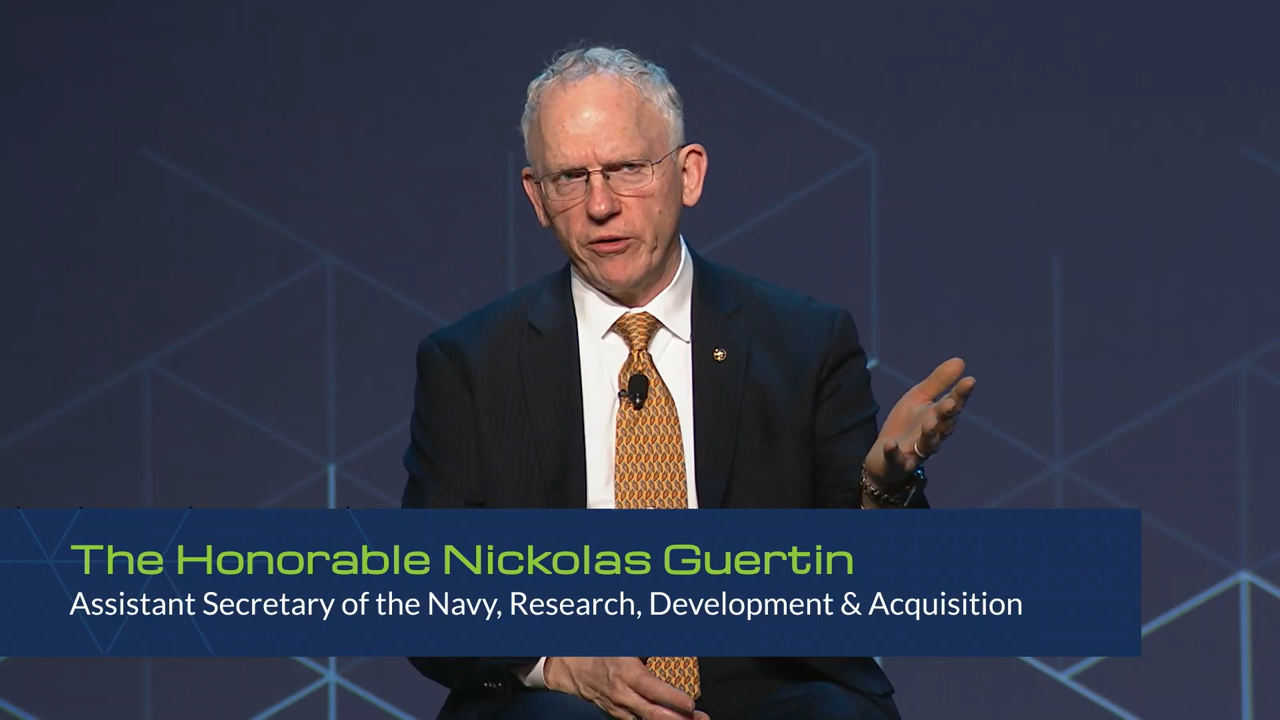 The Honorable Nickolas Guertin
Assistant Secretary of the Navy, Research, Development & Acquisition